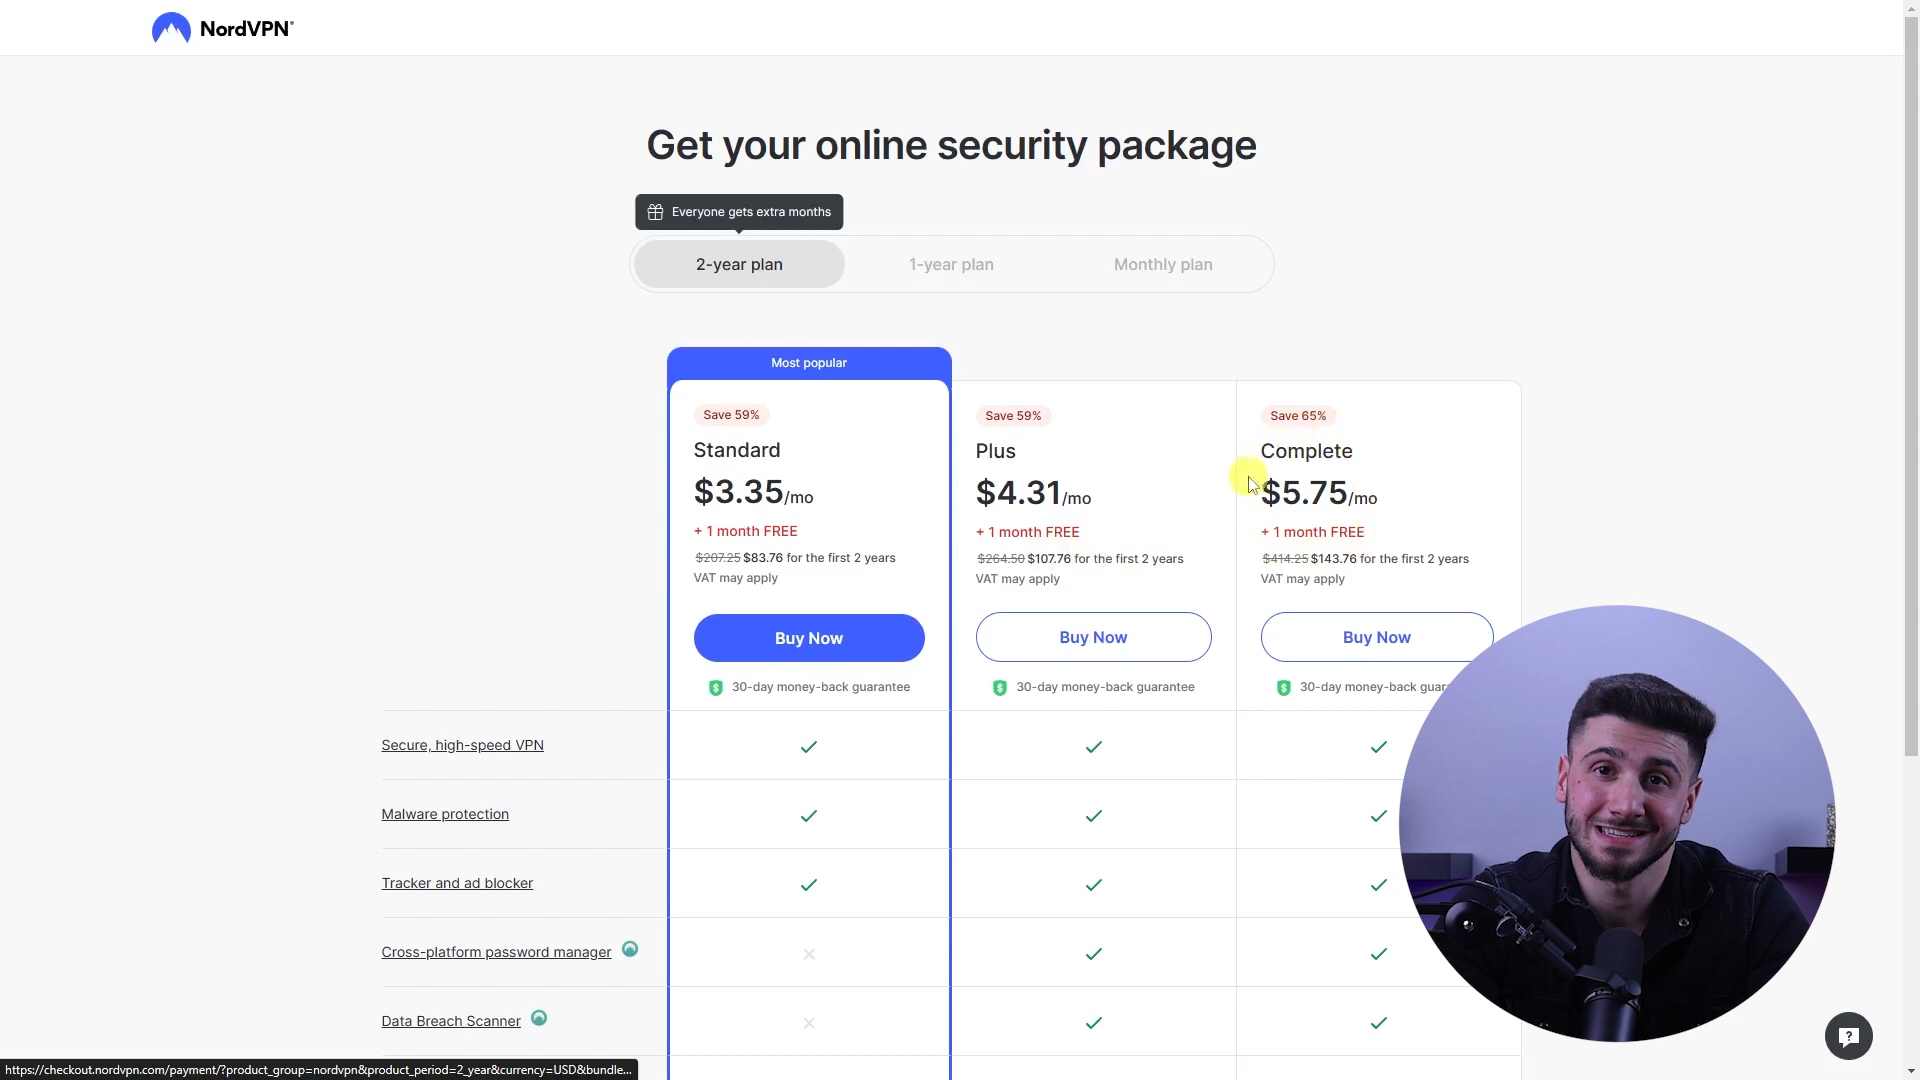 NordVPN®
Get your online security package
Everyone gets extra months
2-year plan
1-year plan
Monthly plan
Most popular
Save 59%
Standard
$3.35/mo
+ 1 month FREE
$207.25 $83.76 for the first 2 years
VAT may apply
Buy Now
30-day money-back guarantee
Save 59%
Plus
$4.31/mo
+ 1 month FREE
$264.50 $107.76 for the first 2 years
VAT may apply
Buy Now
30-day money-back guarantee
Save 65%
Complete
$5.75/mo
+ 1 month FREE
$414.25 $143.76 for the first 2 years
VAT may apply
Buy Now
30-day money-back
Secure, high-speed VPN
Malware protection
Tracker and ad blocker
Cross-platform password manager
Data Breach Scanner
https://checkout.nordvpn.com/payment/?product_group=nordvpn&product_period=2_year&currency=USD&bundle...